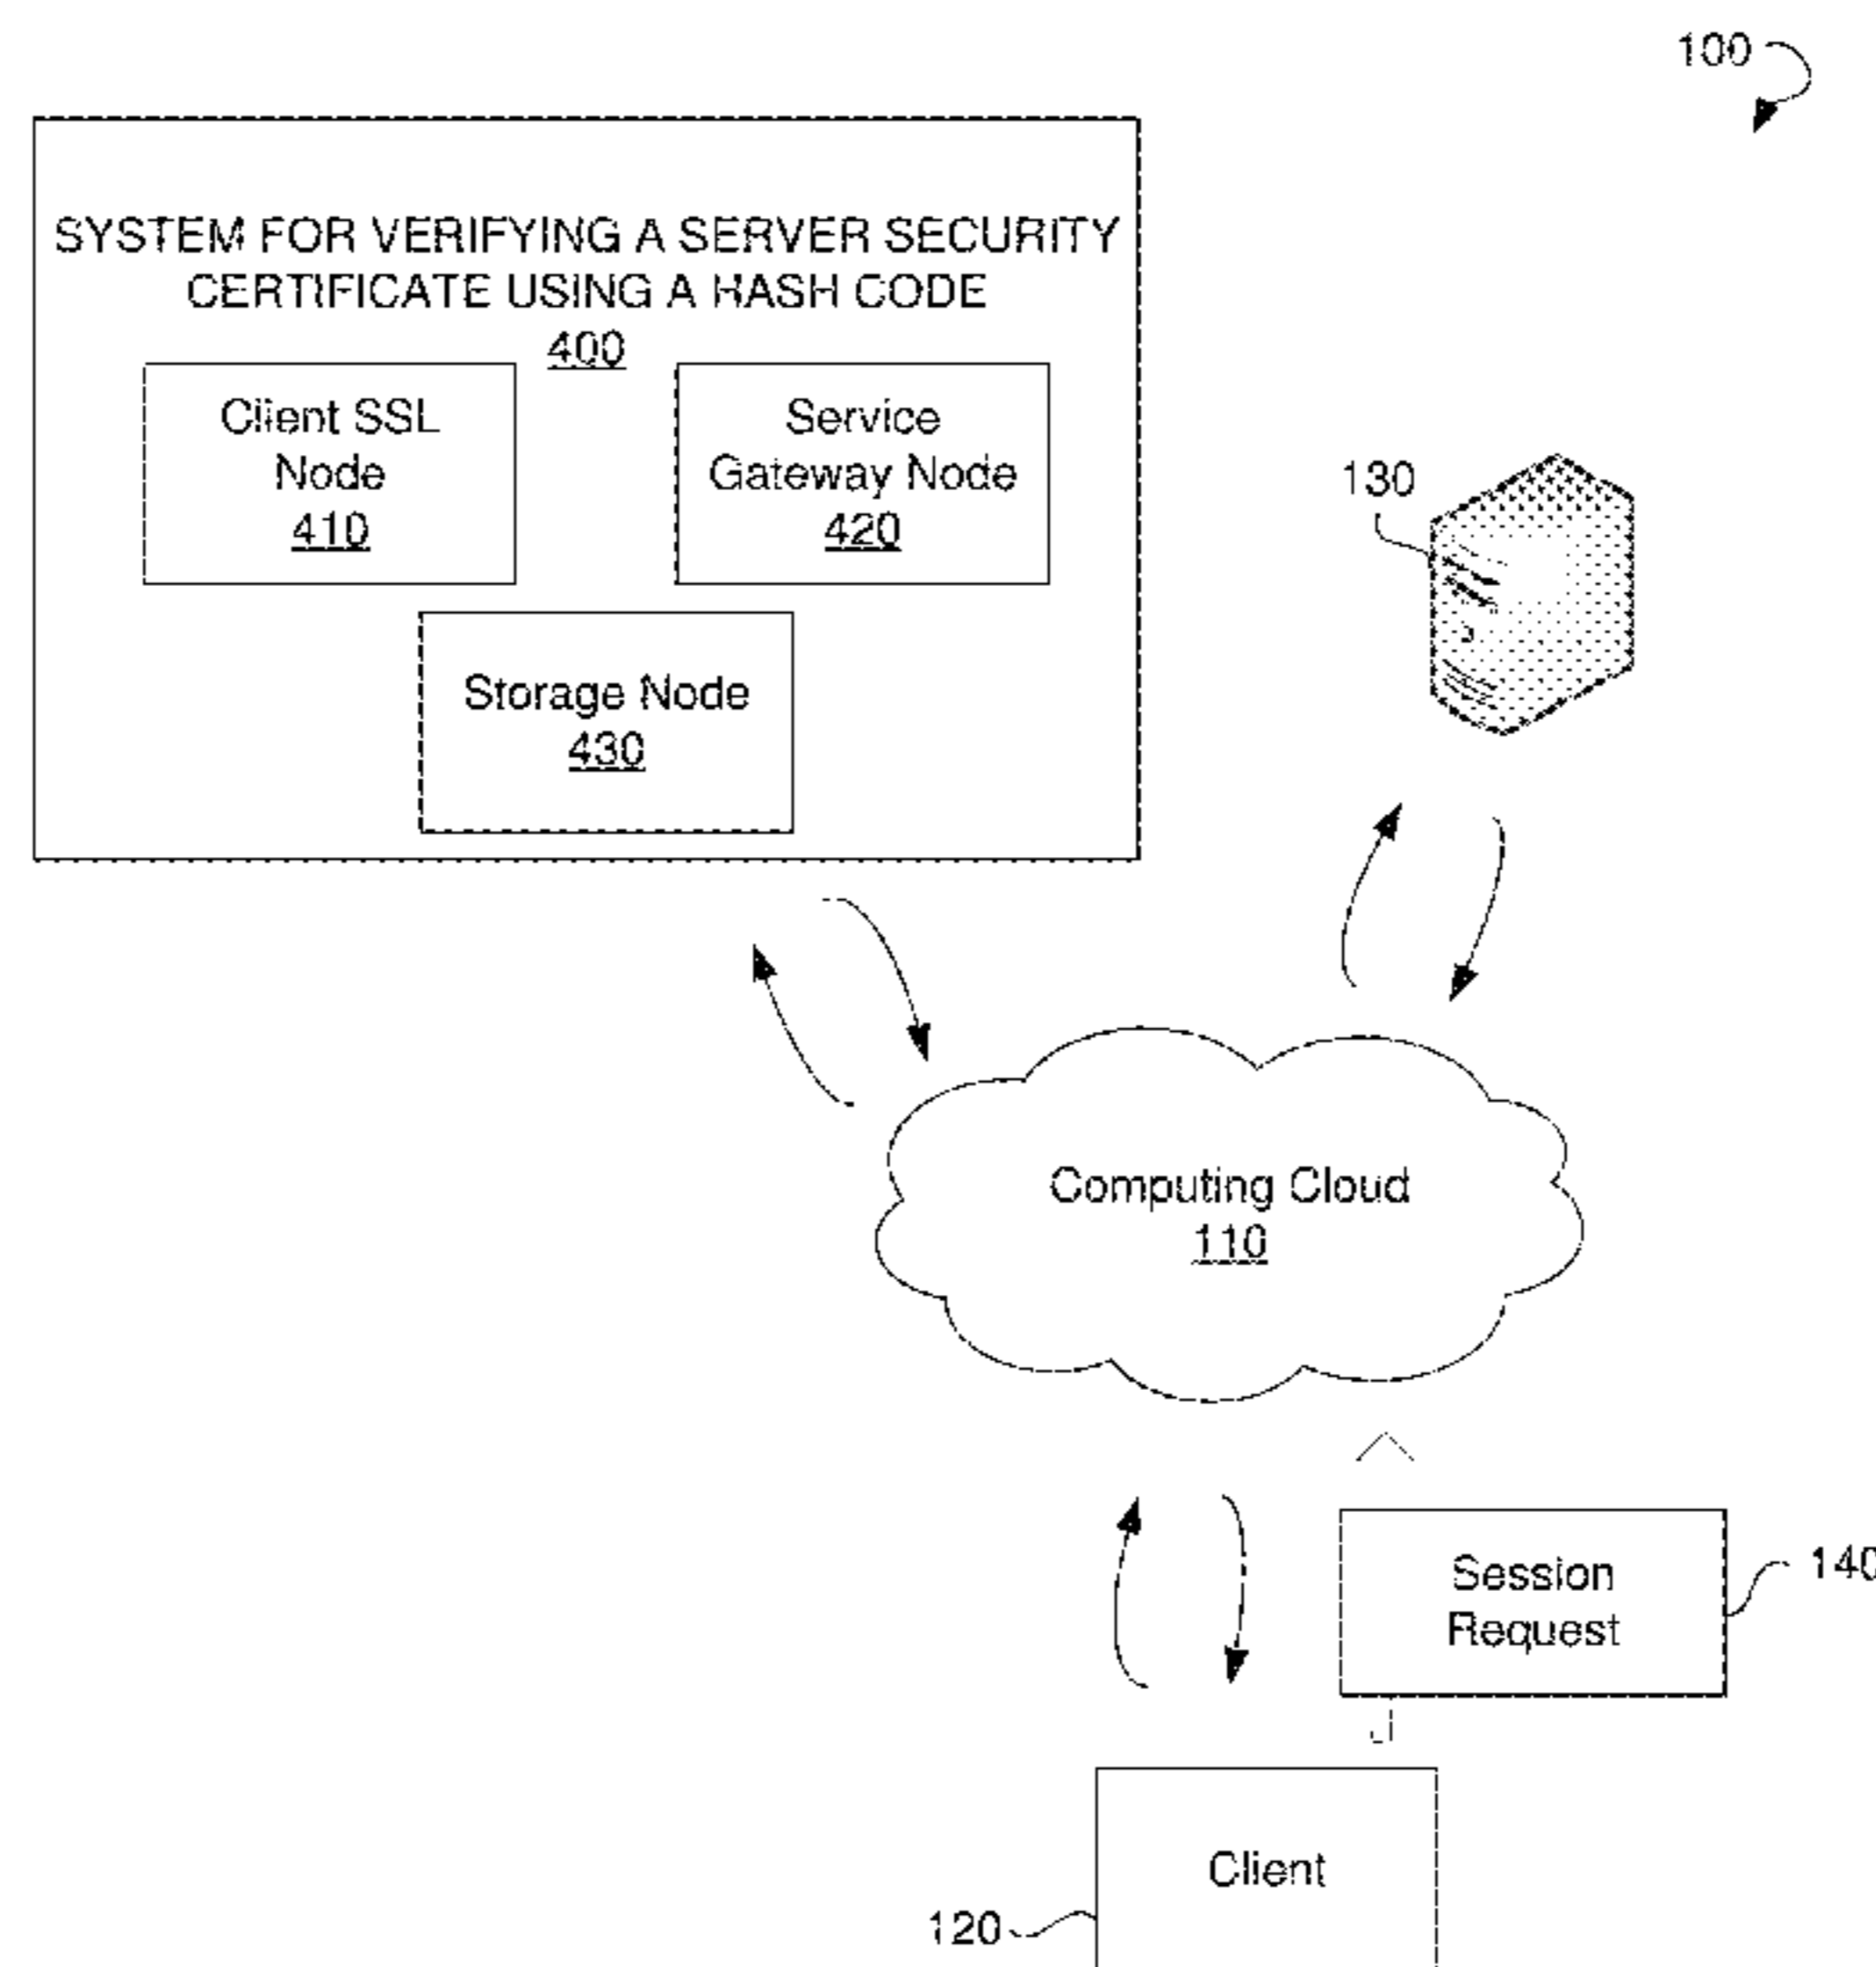 100
SYSTEM FOR VERIFYING A SERVER SECURITY
CERTIFICATE USING A HASH CODE
400
Client SSL
Node
410
Service
Gateway Node
420
Storage Node
430
130
Computing Cloud
110
Session
Request
140
Client
120